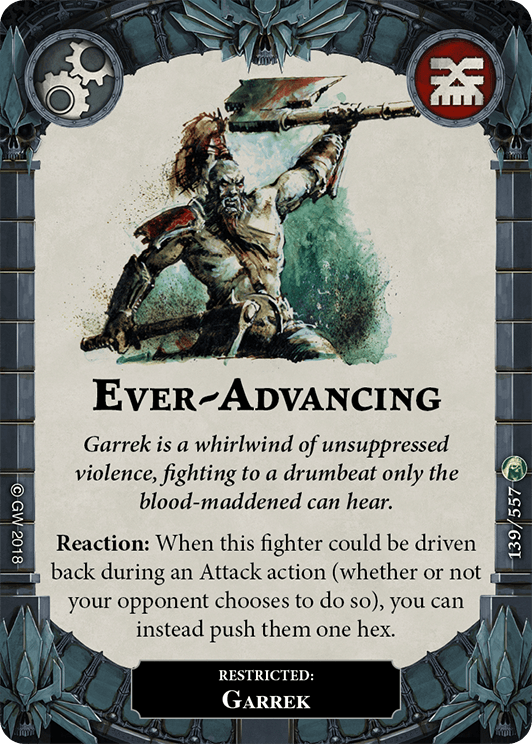 Ever~Advancing
Garrek is a whirlwind of unsuppressed
violence, fighting to a drumbeat only the
blood-maddened can hear.
Reaction: When this fighter could be driven
back during an Attack action (whether or not
your opponent chooses to do so), you can
instead push them one hex.
RESTRICTED:
Garrek
© GW 2018
139/557